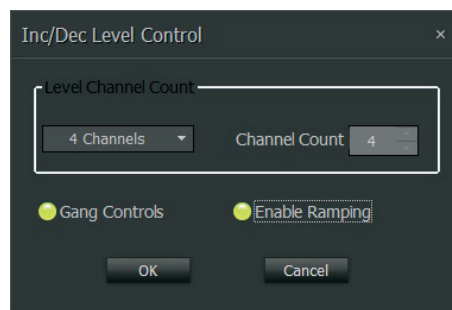 Inc/Dec Level Control ×
Level Channel Count
4 Channels Channel Count 4
Gang Controls Enable Ramping
OK Cancel